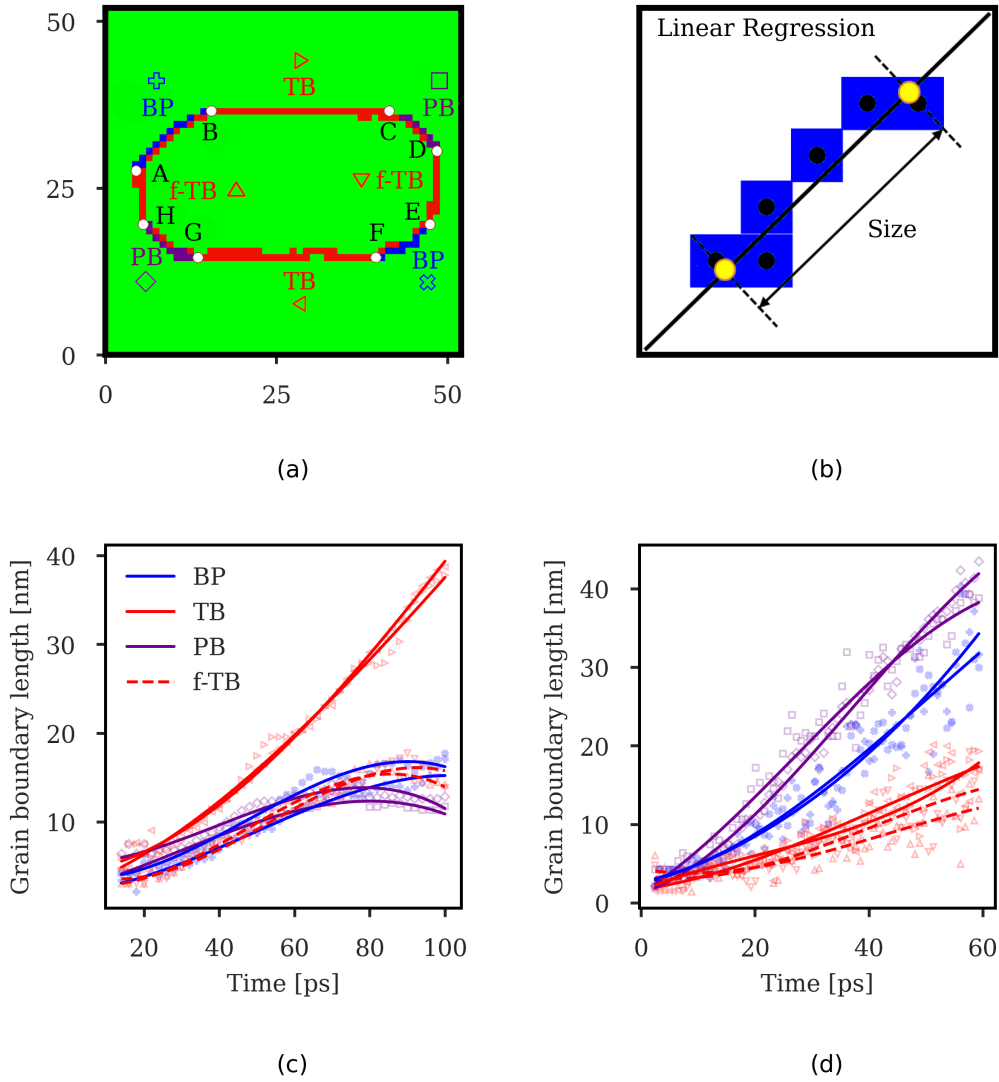 50
25
0
0
25
50
TB
BP
PB
B
C
D
A
f-TB
f-TB
H
G
F
E
PB
TB
BP
(a)
Linear Regression
Size
(b)
Grain boundary length [nm]
40
30
20
10
BP
TB
PB
f-TB
20
40
60
80
100
Time [ps]
(c)
Grain boundary length [nm]
40
30
20
10
0
0
20
40
60
Time [ps]
(d)